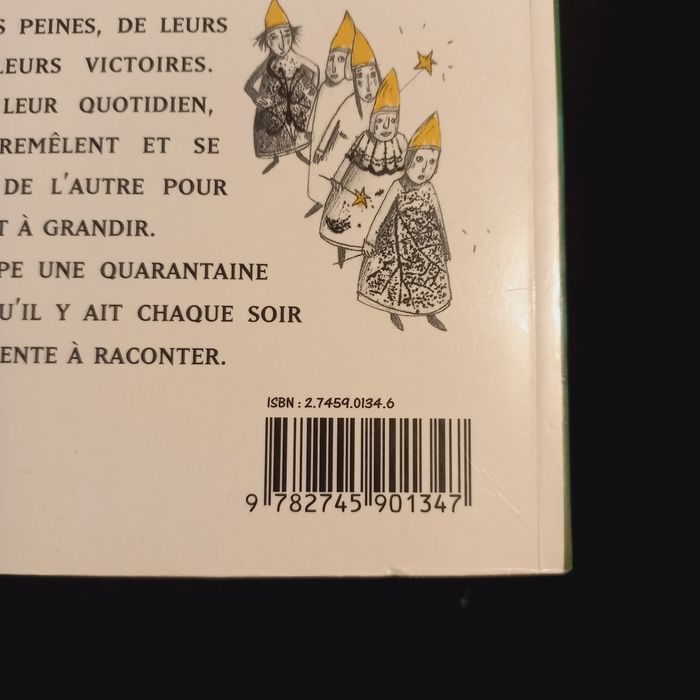 S PEINES, DE LEURS
LEURS VICTOIRES.
LEUR QUOTIDIEN,
REMÊLENT ET SE
DE L'AUTRE POUR
T À GRANDIR.
PE UNE QUARANTAINE
U'IL Y AIT CHAQUE SOIR
ENTE À RACONTER.
ISBN : 2.7459.0134.6
9 782745 901347